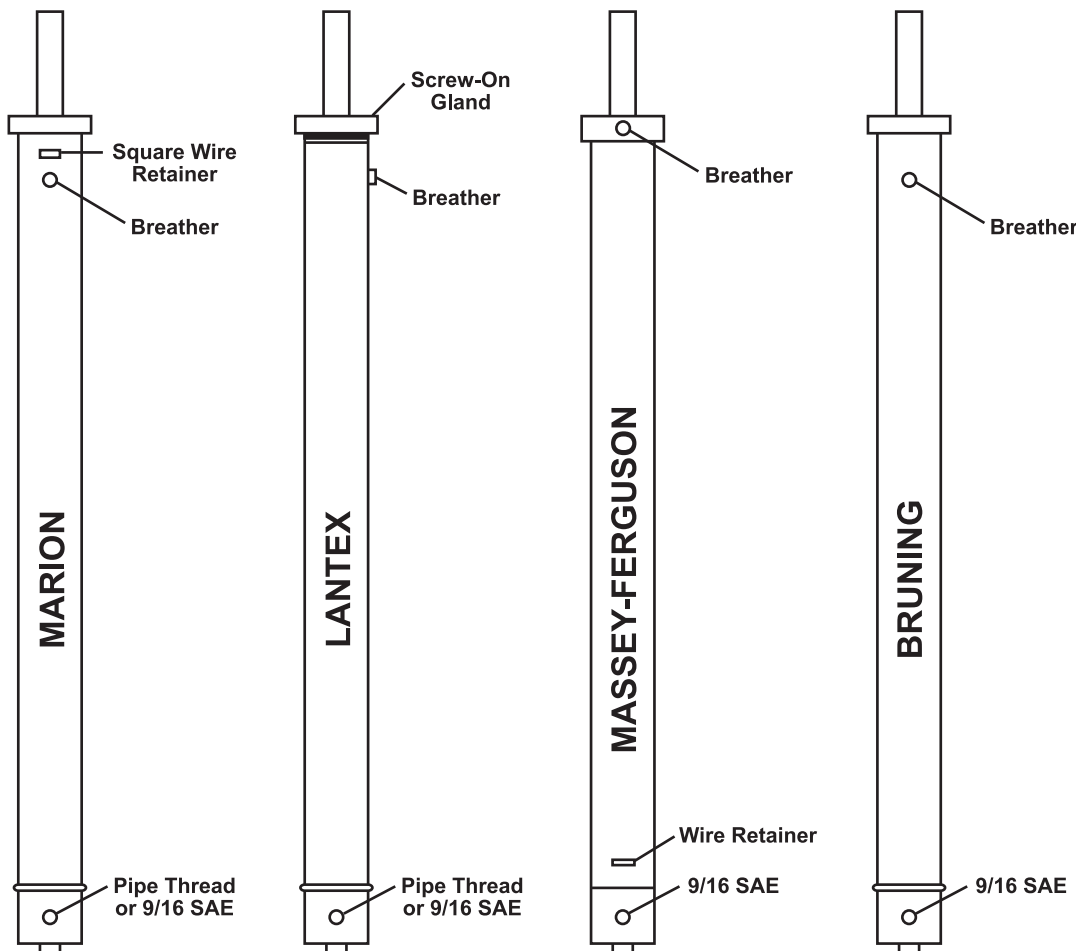 Square Wire
Retainer
Breather
MARION
Pipe Thread
or 9/16 SAE
Screw-On
Gland
Breather
LANTEX
Pipe Thread
or 9/16 SAE
Breather
MASSEY-FERGUSON
Wire Retainer
9/16 SAE
Breather
BRUNING
9/16 SAE